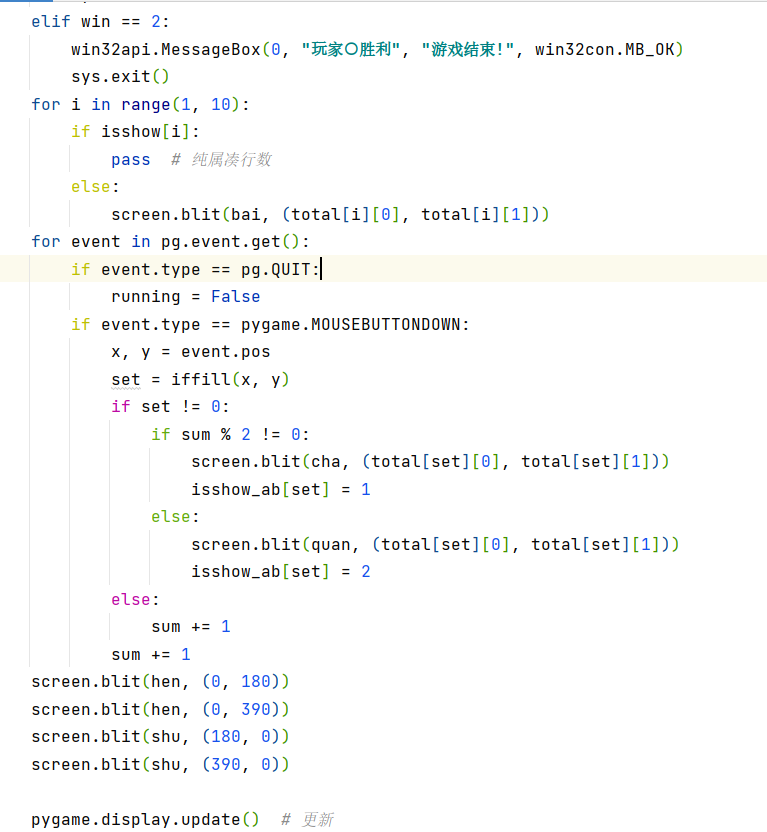 elif win == 2:
    win32api.MessageBox(0, "玩家〇胜利", "游戏结束!", win32con.MB_OK)
    sys.exit()
for i in range(1, 10):
    if isshow[i]:
        pass  # 纯属凑行数
    else:
        screen.blit(bai, (total[i][0], total[i][1]))
for event in pg.event.get():
    if event.type == pg.QUIT:
        running = False
    if event.type == pygame.MOUSEBUTTONDOWN:
        x, y = event.pos
        set = iffill(x, y)
        if set != 0:
            if sum % 2 != 0:
                screen.blit(cha, (total[set][0], total[set][1]))
                isshow_ab[set] = 1
            else:
                screen.blit(quan, (total[set][0], total[set][1]))
                isshow_ab[set] = 2
        else:
            sum += 1
        sum += 1
screen.blit(hen, (0, 180))
screen.blit(hen, (0, 390))
screen.blit(shu, (180, 0))
screen.blit(shu, (390, 0))
pygame.display.update()  # 更新